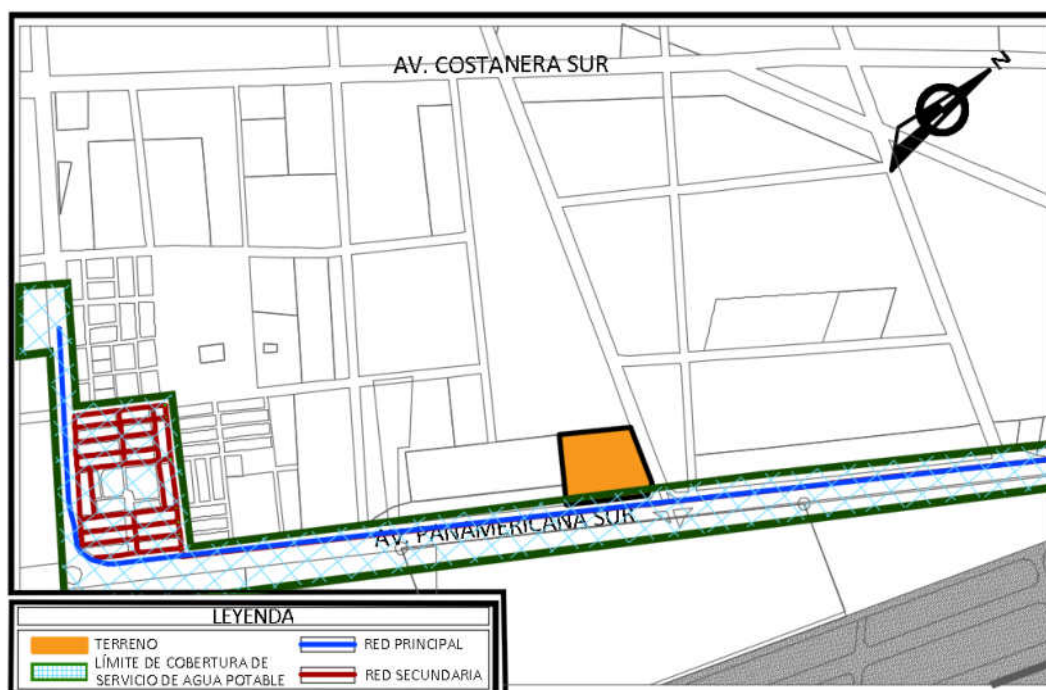 AV. COSTANERA SUR
N
AV. PANAMERICANA SUR
LEYENDA
TERRENO
RED PRINCIPAL
LÍMITE DE COBERTURA DE
SERVICIO DE AGUA POTABLE
RED SECUNDARIA